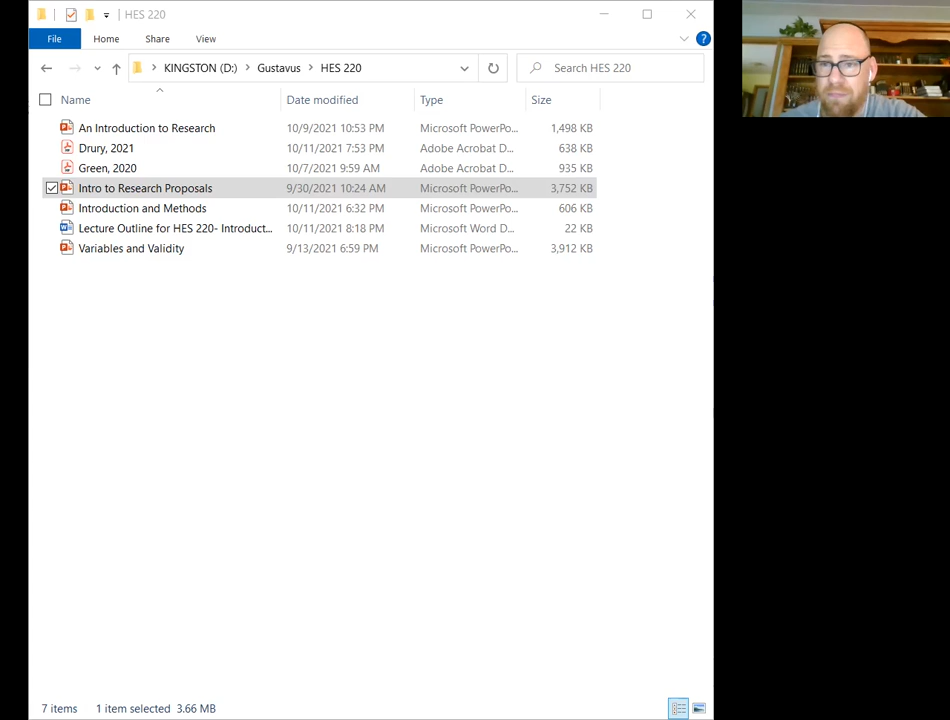 HES 220
File Home Share View ?
KINGSTON (D:) Gustavus HES 220 Search HES 220
Name Date modified Type Size
An Introduction to Research 10/9/2021 10:53 PM Microsoft PowerPo... 1,498 KB
Drury, 2021 10/11/2021 7:53 PM Adobe Acrobat D... 638 KB
Green, 2020 10/7/2021 9:59 AM Adobe Acrobat D... 935 KB
Intro to Research Proposals 9/30/2021 10:24 AM Microsoft PowerPo... 3,752 KB
Introduction and Methods 10/11/2021 6:32 PM Microsoft PowerPo... 606 KB
Lecture Outline for HES 220- Introduct... 10/11/2021 8:18 PM Microsoft Word D... 22 KB
Variables and Validity 9/13/2021 6:59 PM Microsoft PowerPo... 3,912 KB
7 items 1 item selected 3.66 MB